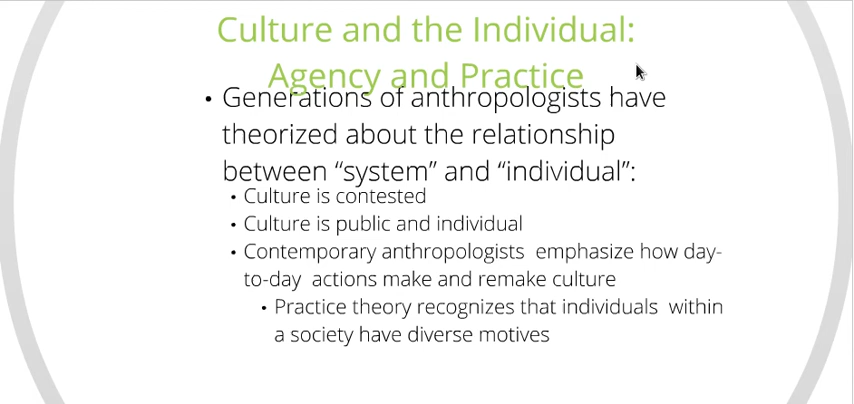 Culture and the Individual:
Agency and Practice
• Generations of anthropologists have
theorized about the relationship
between “system” and “individual”:
• Culture is contested
• Culture is public and individual
• Contemporary anthropologists emphasize how day-
to-day actions make and remake culture
• Practice theory recognizes that individuals within
a society have diverse motives